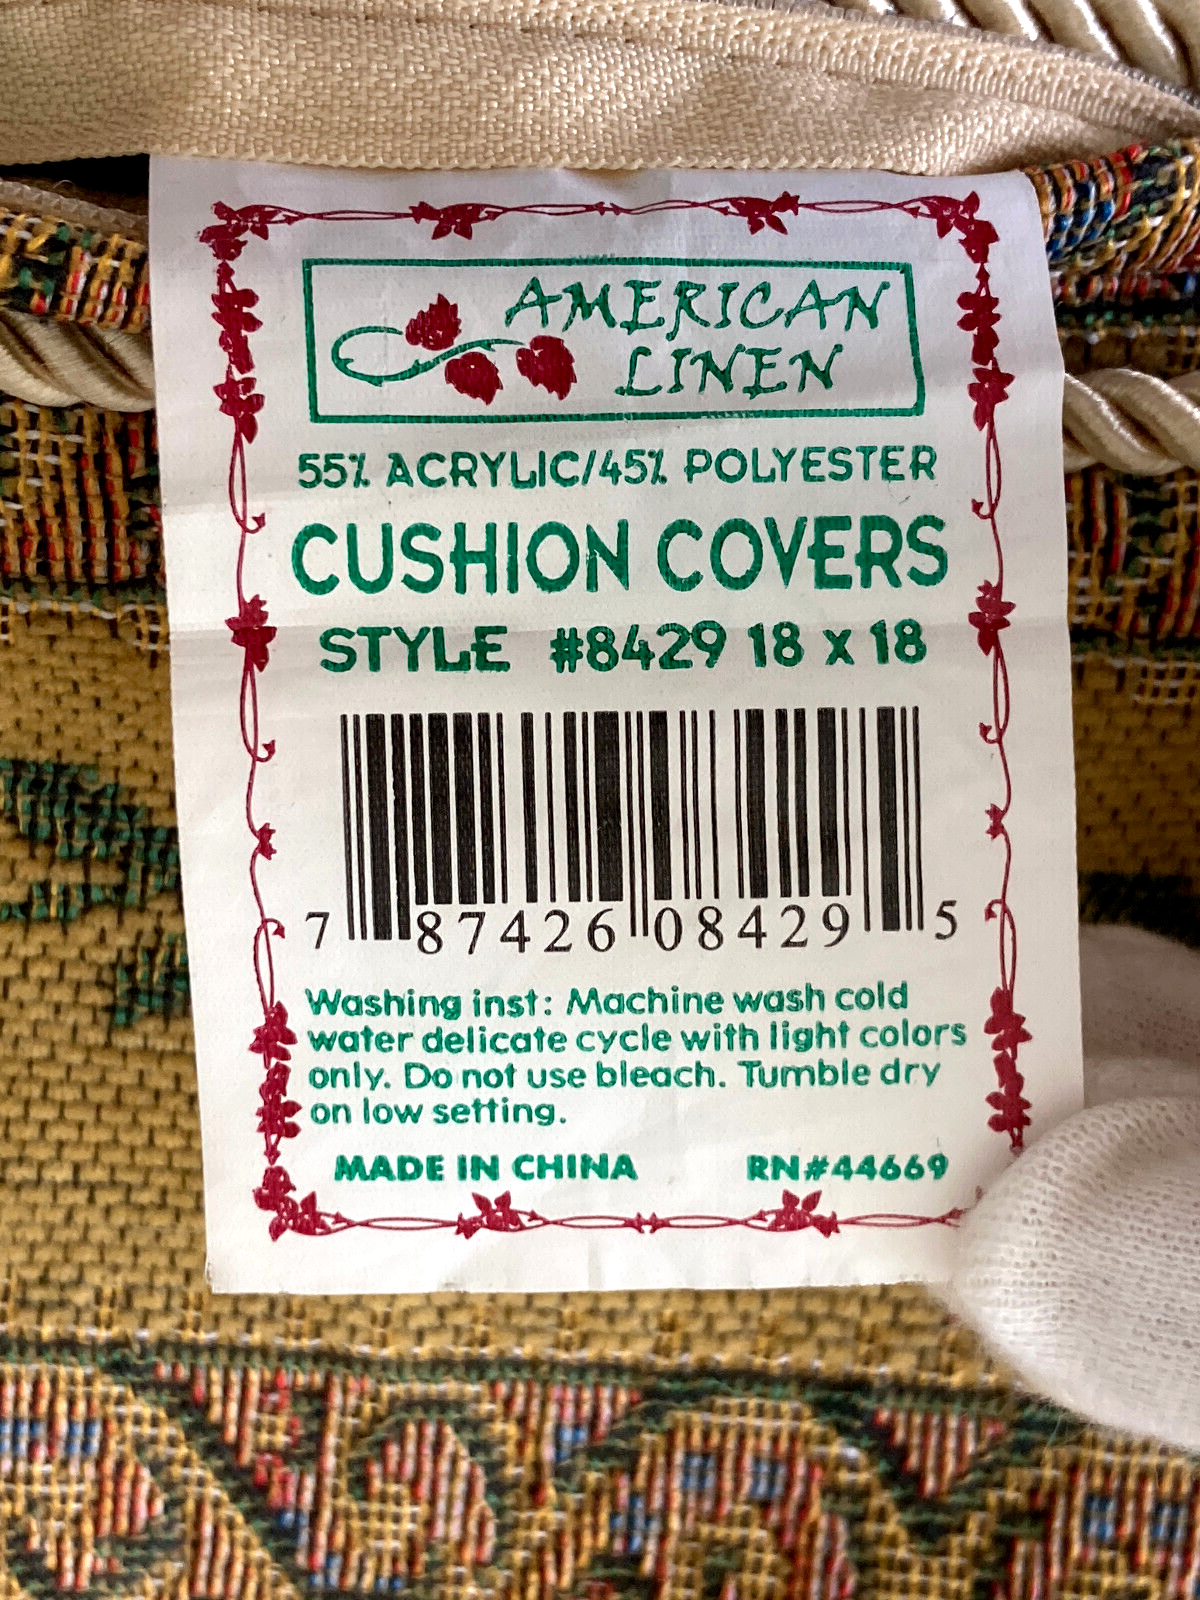 AMERICAN
LINEN
55% ACRYLIC/45% POLYESTER
CUSHION COVERS
STYLE #8429 18 x 18
7 87426 08429 5
Washing inst: Machine wash cold
water delicate cycle with light colors
only. Do not use bleach. Tumble dry
on low setting.
MADE IN CHINA RN#44669